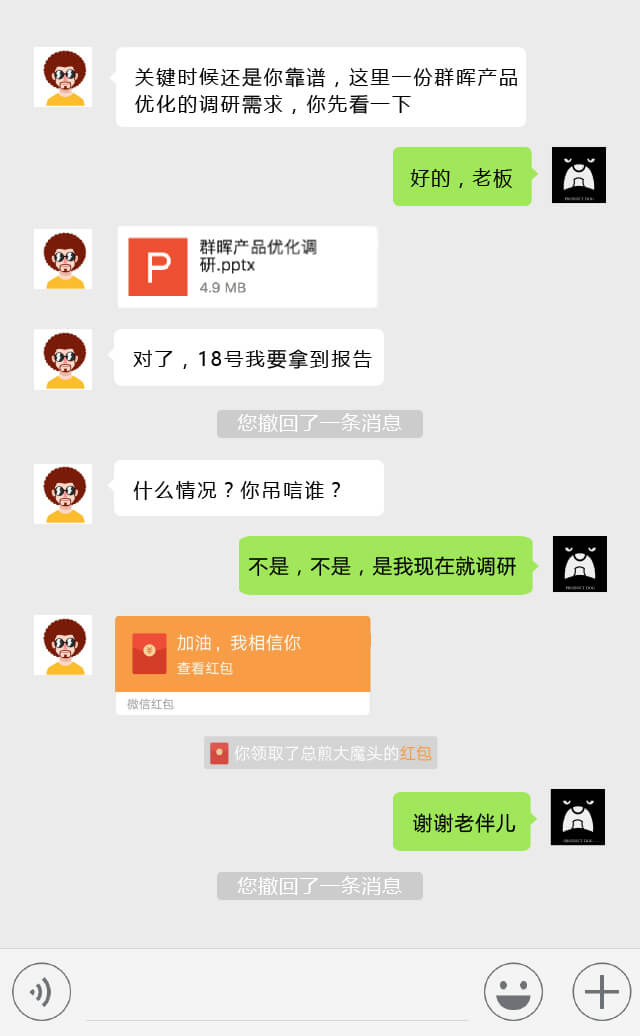 关键时候还是你靠谱，这里一份群晖产品
优化的调研需求，你先看一下
好的，老板
PRODUCT DOG
P
群晖产品优化调
研.pptx
4.9 MB
对了，18号我要拿到报告
您撤回了一条消息
什么情况？你吊唁谁？
不是，不是，是我现在就调研
PRODUCT DOG
加油，我相信你
查看红包
微信红包
你领取了总煎大魔头的红包
谢谢老伴儿
PRODUCT DOG
您撤回了一条消息